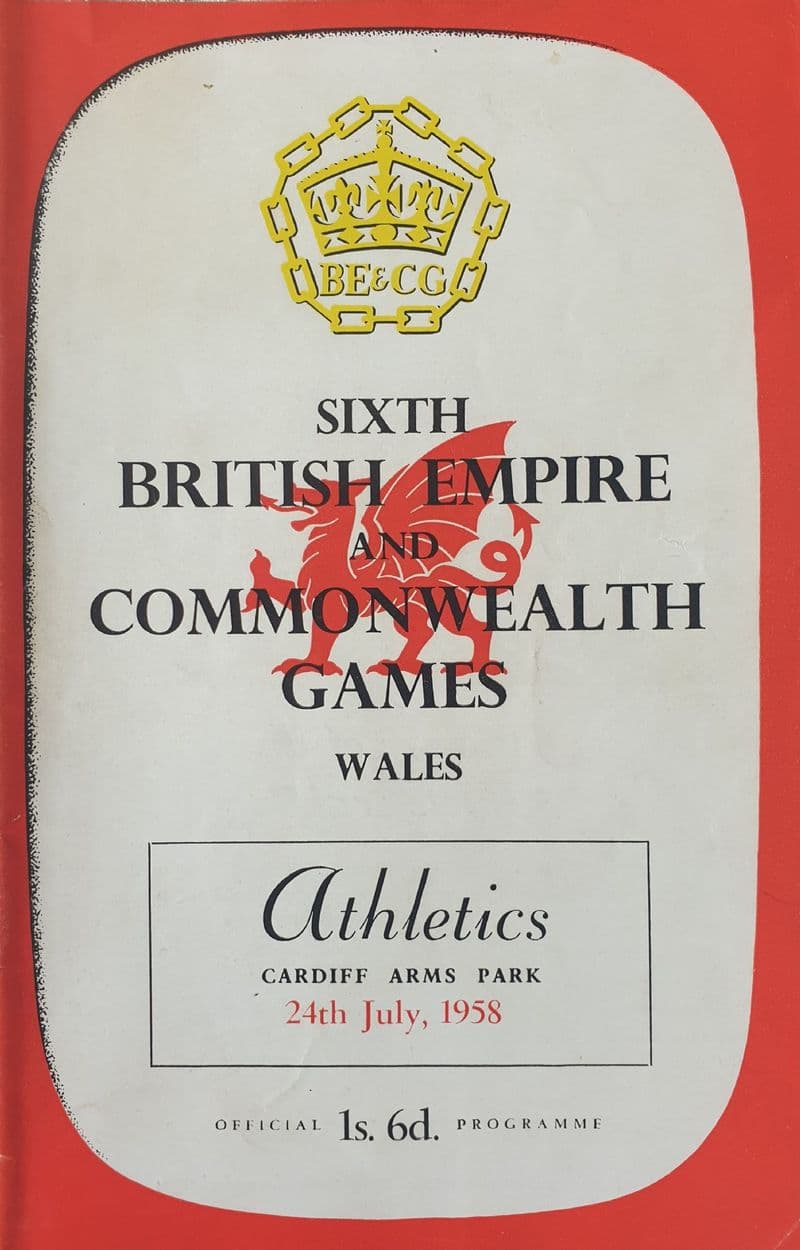 BE&CG
SIXTH
BRITISH EMPIRE
AND
COMMONWEALTH
GAMES
WALES
Athletics
CARDIFF ARMS PARK
24th July, 1958
OFFICIAL 1s. 6d. PROGRAMME